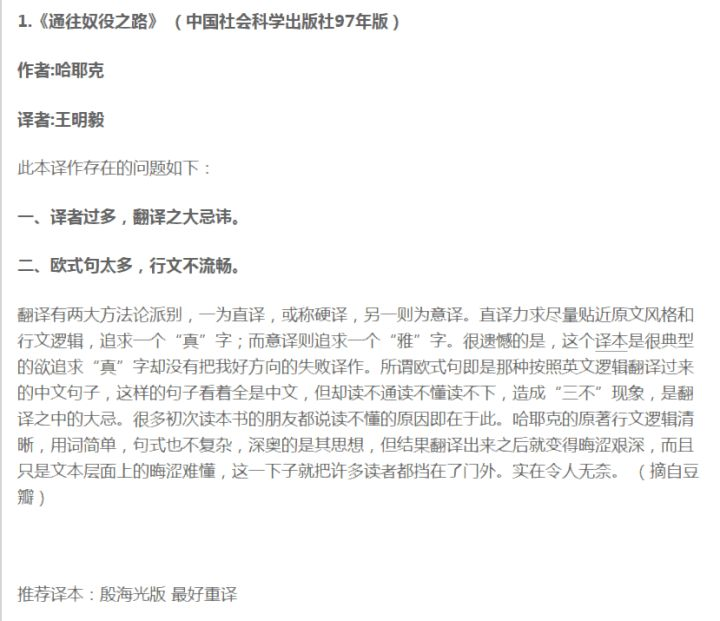 1.《通往奴役之路》（中国社会科学出版社97年版）
作者:哈耶克
译者:王明毅
此本译作存在的问题如下：
一、译者过多，翻译之大忌讳。
二、欧式句太多，行文不流畅。
翻译有两大方法论派别，一为直译，或称硬译，另一则为意译。直译力求尽量贴近原文风格和
行文逻辑，追求一个“真”字；而意译则追求一个“雅”字。很遗憾的是，这个译本是很典型
的欲追求“真”字却没有把我好方向的失败译作。所谓欧式句即是那种按照英文逻辑翻译过来
的中文句子，这样的句子看着全是中文，但却读不通读不懂读不下，造成“三不”现象，是翻
译之中的大忌。很多初次读本书的朋友都说读不懂的原因即在于此。哈耶克的原著行文逻辑清
晰，用词简单，句式也不复杂，深奥的是其思想，但结果翻译出来之后就变得晦涩艰深，而且
只是文本层面上的晦涩难懂，这一下子就把许多读者都挡在了门外。实在令人无奈。（摘自豆
瓣）
推荐译本：殷海光版 最好重译